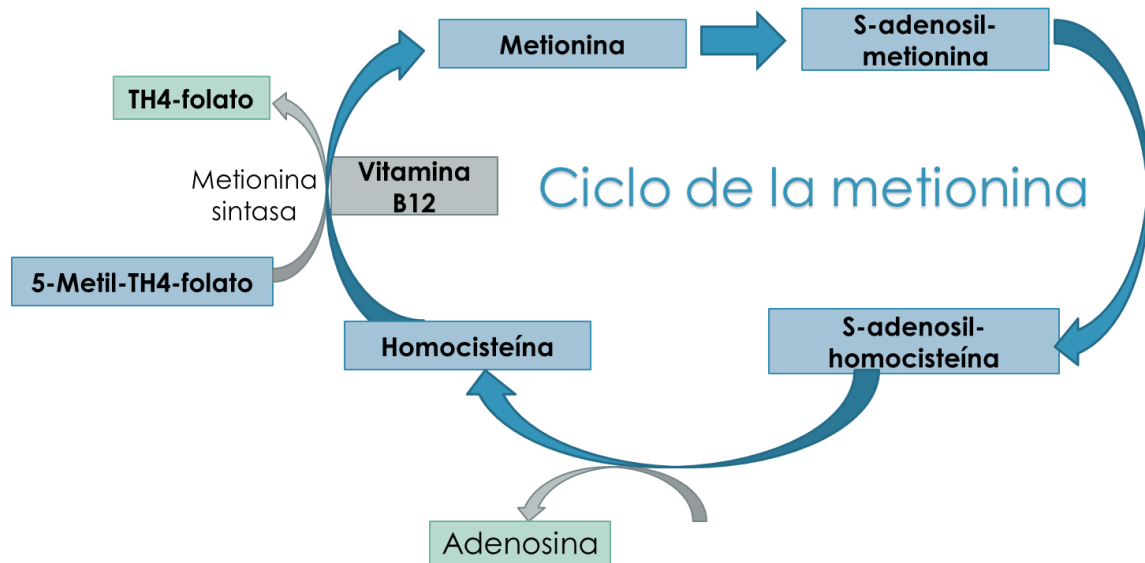 Metionina
S-adenosil-
metionina
TH4-folato
Metionina
sintasa
Vitamina
B12
Ciclo de la metionina
5-Metil-TH4-folato
Homocisteína
S-adenosil-
homocisteína
Adenosina